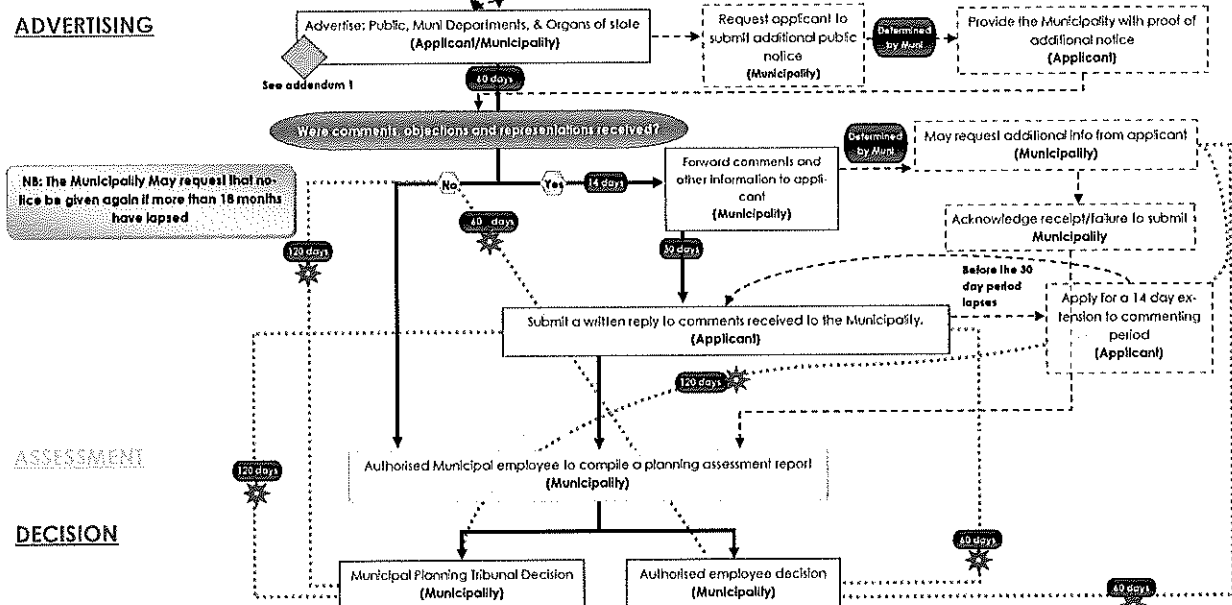 ADVERTISING
Advertise: Public, Muni Departments, & Organs of state
(Applicant/Municipality)
See addendum 1
Request applicant to
submit additional public
notice
(Municipality)
Determined
by Muni
Provide the Municipality with proof of
additional notice
(Applicant)
60 days
Were comments, objections and representations received?
NB: The Municipality May request that no-
tice be given again if more than 18 months
have lapsed
No
Yes
14 days
Forward comments and
other information to appli-
cant
(Municipality)
Determined
by Muni
May request additional info from applicant
(Municipality)
Acknowledge receipt/failure to submit
Municipality
60 days
120 days
30 days
Before the 30
day period
lapses
Apply for a 14 day ex-
tension to commenting
period
(Applicant)
Submit a written reply to comments received to the Municipality.
(Applicant)
120 days
ASSESSMENT
120 days
Authorised Municipal employee to compile a planning assessment report
(Municipality)
DECISION
60 days
Municipal Planning Tribunal Decision
(Municipality)
Authorised employee decision
(Municipality)
60 days